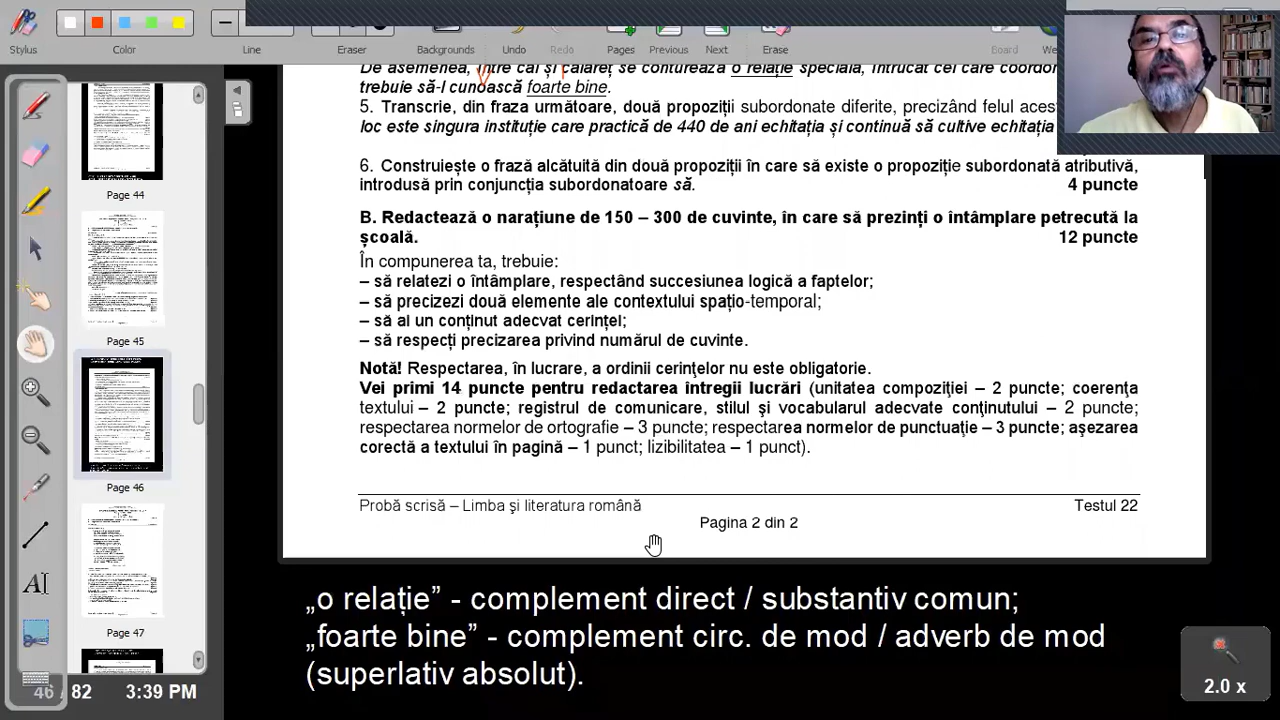 Stylus
Color
Line
Eraser
Backgrounds
Undo
Redo
Pages
Previous
Next
Erase
Board
We
Page 44
Page 45
Page 46
Page 47
46 / 82 3:39 PM
De asemenea, între cal și călăreț se conturează o relație specială, întrucât cel care coordon
trebuie să-l cunoască foarte bine.
5. Transcrie, din fraza următoare, două propoziții subordonate diferite, precizând felul aces
loc este singura instituție care practică de 440 de ani echitația și continuă să cultive echitația
6. Construiește o frază alcătuită din două propoziții în care să existe o propoziție subordonată atributivă,
introdusă prin conjuncția subordonatoare să. 4 puncte
B. Redactează o narațiune de 150 – 300 de cuvinte, în care să prezinți o întâmplare petrecută la
școală. 12 puncte
În compunerea ta, trebuie:
– să relatezi o întâmplare, respectând succesiunea logică a faptelor;
– să precizezi două elemente ale contextului spațio-temporal;
– să ai un conținut adecvat cerinței;
– să respecți precizarea privind numărul de cuvinte.
Notă! Respectarea, în lucrare, a ordinii cerinţelor nu este obligatorie.
Vei primi 14 puncte pentru redactarea întregii lucrări (unitatea compoziţiei – 2 puncte; coerenţa
textului – 2 puncte; registrul de comunicare, stilul şi vocabularul adecvate conţinutului – 2 puncte;
respectarea normelor de ortografie – 3 puncte; respectarea normelor de punctuaţie – 3 puncte; aşezarea
corectă a textului în pagină – 1 punct; lizibilitatea – 1 punct).
Probă scrisă – Limba şi literatura română Testul 22
Pagina 2 din 2
„o relație” - complement direct / substantiv comun;
„foarte bine” - complement circ. de mod / adverb de mod
(superlativ absolut).
2.0 x